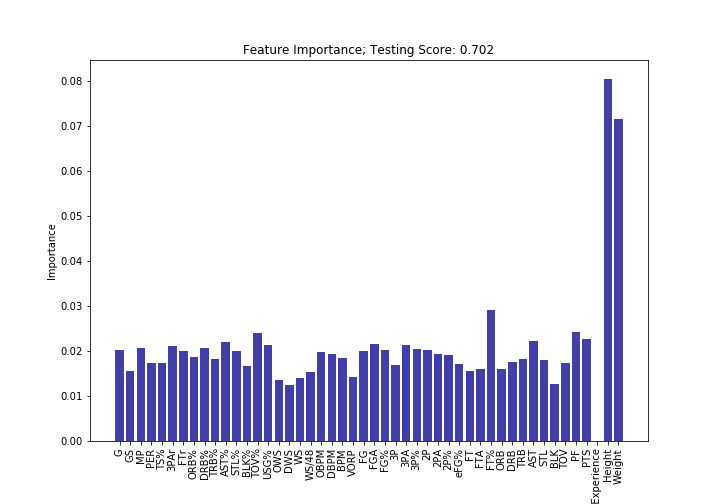 Feature Importance; Testing Score: 0.702
Importance
0.08
0.07
0.06
0.05
0.04
0.03
0.02
0.01
0.00
G
GS
MP
PER
TS%
3PAr
FTr
ORB%
DRB%
TRB%
AST%
STL%
BLK%
TOV%
USG%
OWS
DWS
WS
WS/48
OBPM
DBPM
BPM
VORP
FG
FGA
FG%
3P
3PA
3P%
2P
2PA
2P%
eFG%
FT
FTA
FT%
ORB
DRB
TRB
AST
STL
BLK
TOV
PF
PTS
Experience
Height
Weight